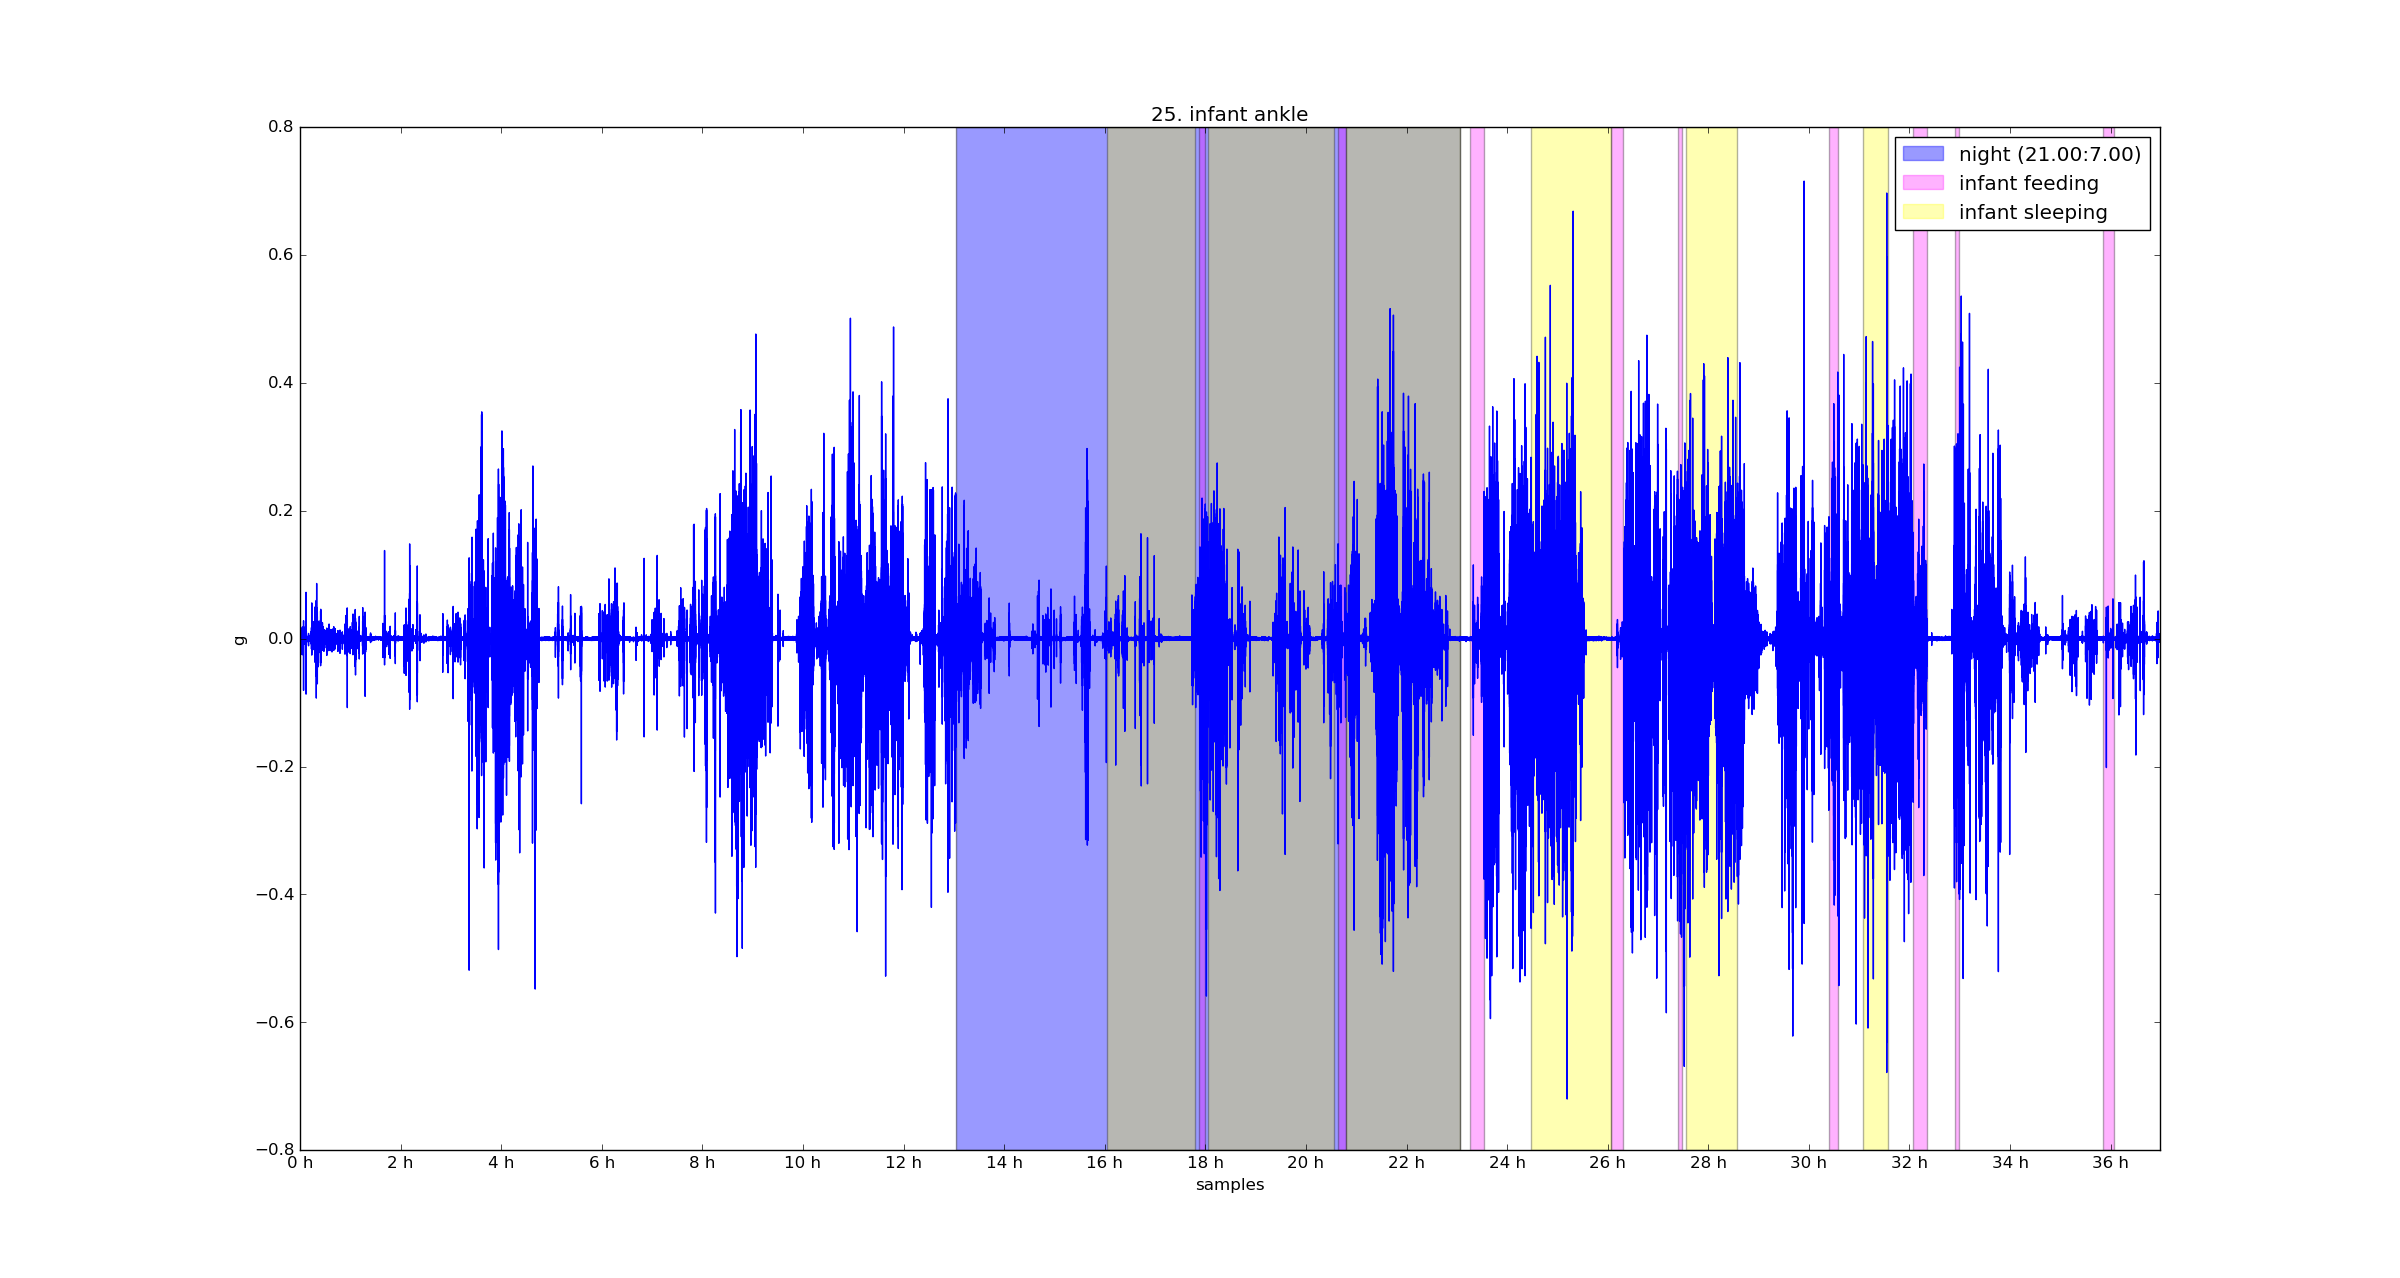 25. infant ankle
0.8
0.6
0.4
0.2
0.0
−0.2
−0.4
−0.6
−0.8
g
night (21.00:7.00)
infant feeding
infant sleeping
0 h 2 h 4 h 6 h 8 h 10 h 12 h 14 h 16 h 18 h 20 h 22 h 24 h 26 h 28 h 30 h 32 h 34 h 36 h
samples